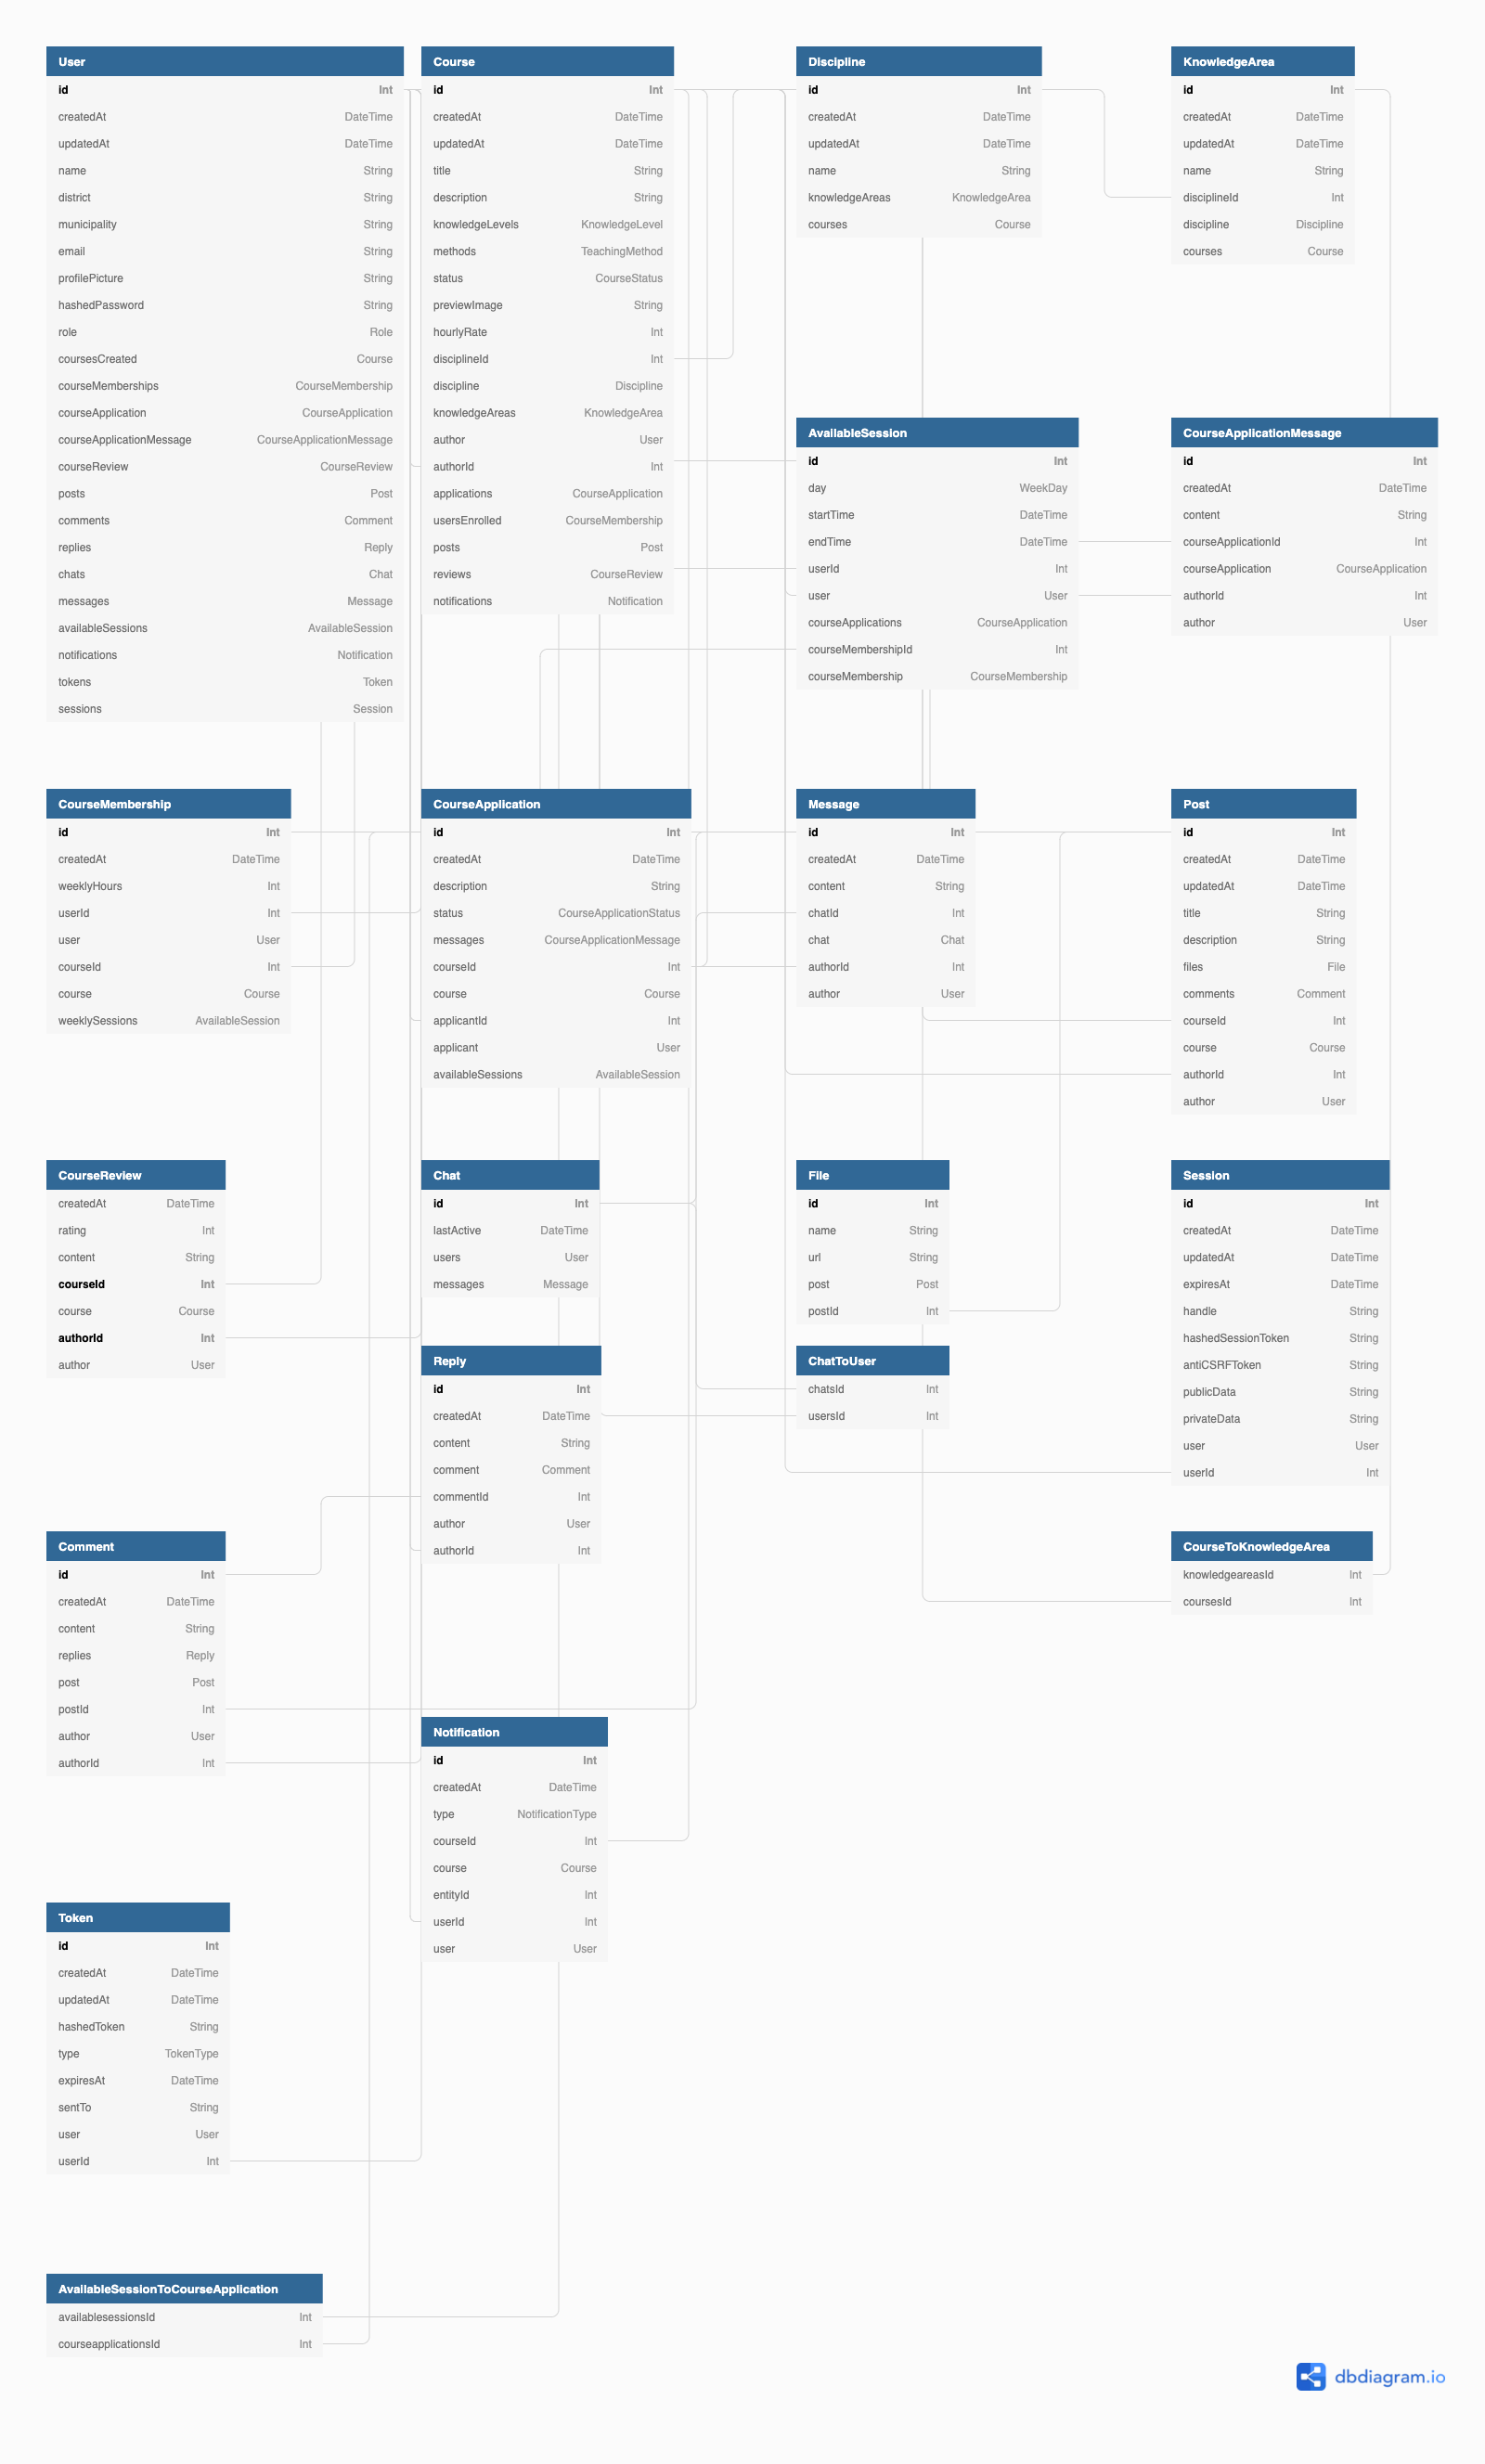 User
id Int
createdAt DateTime
updatedAt DateTime
name String
district String
municipality String
email String
profilePicture String
hashedPassword String
role Role
coursesCreated Course
courseMemberships CourseMembership
courseApplication CourseApplication
courseApplicationMessage CourseApplicationMessage
courseReview CourseReview
posts Post
comments Comment
replies Reply
chats Chat
messages Message
availableSessions AvailableSession
notifications Notification
tokens Token
sessions Session
Course
id Int
createdAt DateTime
updatedAt DateTime
title String
description String
knowledgeLevels KnowledgeLevel
methods TeachingMethod
status CourseStatus
previewImage String
hourlyRate Int
disciplineId Int
discipline Discipline
knowledgeAreas KnowledgeArea
author User
authorId Int
applications CourseApplication
usersEnrolled CourseMembership
posts Post
reviews CourseReview
notifications Notification
Discipline
id Int
createdAt DateTime
updatedAt DateTime
name String
knowledgeAreas KnowledgeArea
courses Course
KnowledgeArea
id Int
createdAt DateTime
updatedAt DateTime
name String
disciplineId Int
discipline Discipline
courses Course
AvailableSession
id Int
day WeekDay
startTime DateTime
endTime DateTime
userId Int
user User
courseApplications CourseApplication
courseMembershipId Int
courseMembership CourseMembership
CourseApplicationMessage
id Int
createdAt DateTime
content String
courseApplicationId Int
courseApplication CourseApplication
authorId Int
author User
CourseMembership
id Int
createdAt DateTime
weeklyHours Int
userId Int
user User
courseId Int
course Course
weeklySessions AvailableSession
CourseApplication
id Int
createdAt DateTime
description String
status CourseApplicationStatus
messages CourseApplicationMessage
courseId Int
course Course
applicantId Int
applicant User
availableSessions AvailableSession
Message
id Int
createdAt DateTime
content String
chatId Int
chat Chat
authorId Int
author User
Post
id Int
createdAt DateTime
updatedAt DateTime
title String
description String
files File
comments Comment
courseId Int
course Course
authorId Int
author User
CourseReview
createdAt DateTime
rating Int
content String
courseId Int
course Course
authorId Int
author User
Chat
id Int
lastActive DateTime
users User
messages Message
File
id Int
name String
url String
post Post
postId Int
Session
id Int
createdAt DateTime
updatedAt DateTime
expiresAt DateTime
handle String
hashedSessionToken String
antiCSRFToken String
publicData String
privateData String
user User
userId Int
Reply
id Int
createdAt DateTime
content String
comment Comment
commentId Int
author User
authorId Int
ChatToUser
chatsId Int
usersId Int
Comment
id Int
createdAt DateTime
content String
replies Reply
post Post
postId Int
author User
authorId Int
CourseToKnowledgeArea
knowledgeareasId Int
coursesId Int
Notification
id Int
createdAt DateTime
type NotificationType
courseId Int
course Course
entityId Int
userId Int
user User
Token
id Int
createdAt DateTime
updatedAt DateTime
hashedToken String
type TokenType
expiresAt DateTime
sentTo String
user User
userId Int
AvailableSessionToCourseApplication
availablesessionsId Int
courseapplicationsId Int
dbdiagram.io